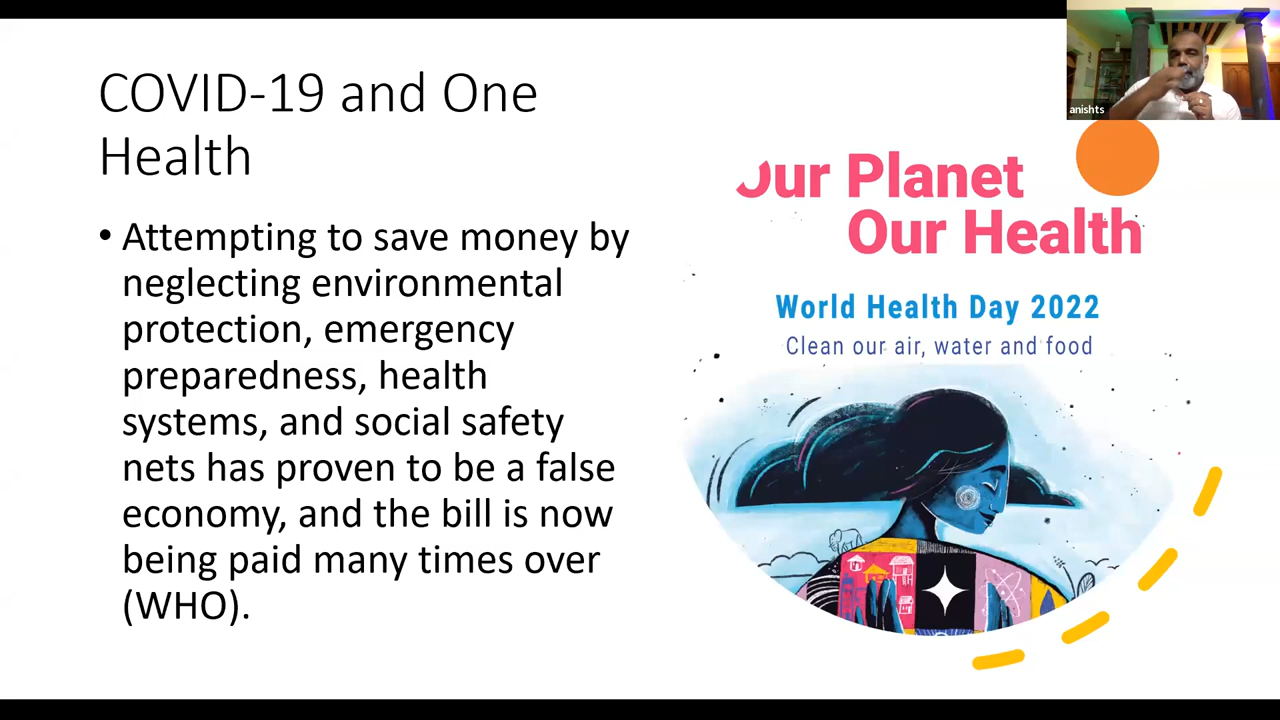 COVID-19 and One
Health
• Attempting to save money by
neglecting environmental
protection, emergency
preparedness, health
systems, and social safety
nets has proven to be a false
economy, and the bill is now
being paid many times over
(WHO).
anishts
Our Planet
Our Health
World Health Day 2022
Clean our air, water and food